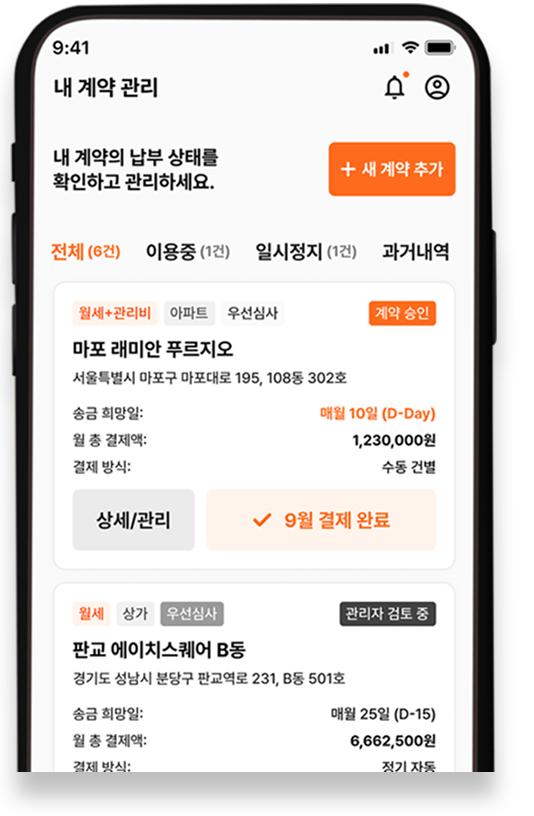 9:41
내 계약 관리
내 계약의 납부 상태를
확인하고 관리하세요.
+ 새 계약 추가
전체 (6건) 이용중 (1건) 일시정지 (1건) 과거내역
월세+관리비 아파트 우선심사 계약 승인
마포 래미안 푸르지오
서울특별시 마포구 마포대로 195, 108동 302호
송금 희망일: 매월 10일 (D-Day)
월 총 결제액: 1,230,000원
결제 방식: 수동 건별
상세/관리 9월 결제 완료
월세 상가 우선심사 관리자 검토 중
판교 에이치스퀘어 B동
경기도 성남시 분당구 판교역로 231, B동 501호
송금 희망일: 매월 25일 (D-15)
월 총 결제액: 6,662,500원
결제 방식: 정기 자동